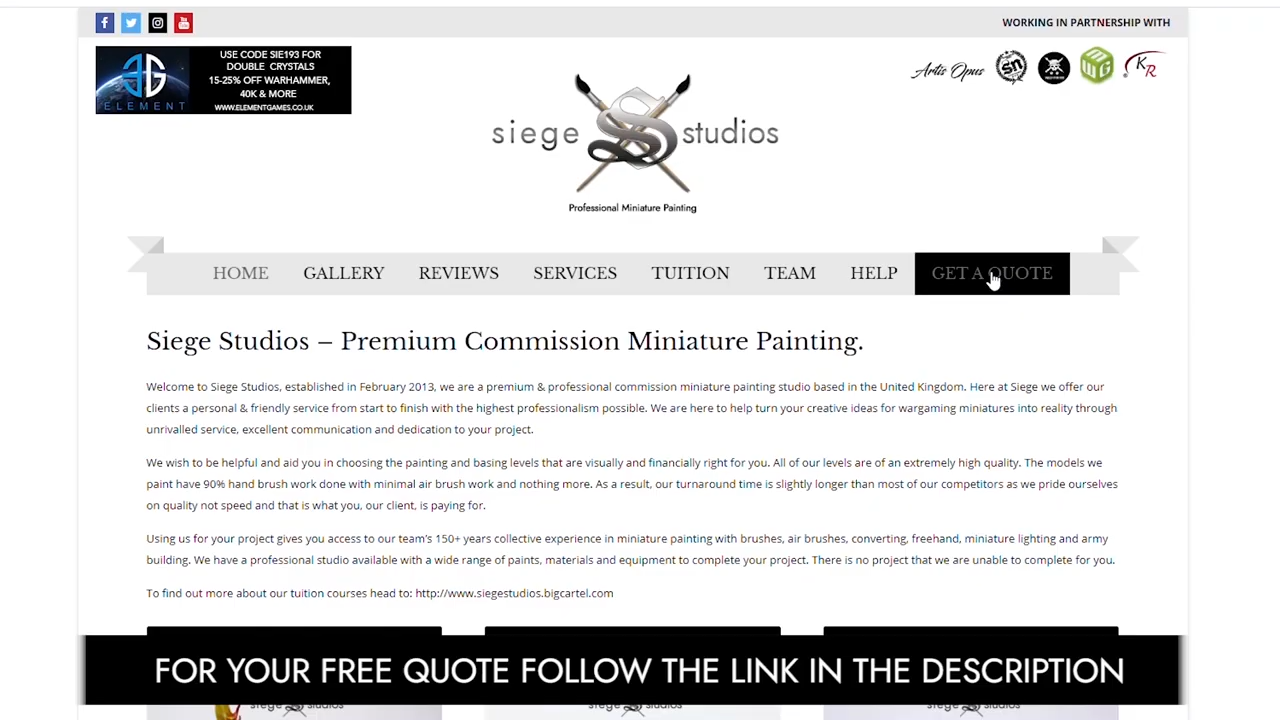 WORKING IN PARTNERSHIP WITH
USE CODE SIE193 FOR
DOUBLE CRYSTALS
15-25% OFF WARHAMMER,
40K & MORE
WWW.ELEMENTGAMES.CO.UK
ELEMENT
Artis Opus
KR
siege studios
Professional Miniature Painting
HOME GALLERY REVIEWS SERVICES TUITION TEAM HELP GET A QUOTE
Siege Studios – Premium Commission Miniature Painting.
Welcome to Siege Studios, established in February 2013, we are a premium & professional commission miniature painting studio based in the United Kingdom. Here at Siege we offer our
clients a personal & friendly service from start to finish with the highest professionalism possible. We are here to help turn your creative ideas for wargaming miniatures into reality through
unrivalled service, excellent communication and dedication to your project.
We wish to be helpful and aid you in choosing the painting and basing levels that are visually and financially right for you. All of our levels are of an extremely high quality. The models we
paint have 90% hand brush work done with minimal air brush work and nothing more. As a result, our turnaround time is slightly longer than most of our competitors as we pride ourselves
on quality not speed and that is what you, our client, is paying for.
Using us for your project gives you access to our team's 150+ years collective experience in miniature painting with brushes, air brushes, converting, freehand, miniature lighting and army
building. We have a professional studio available with a wide range of paints, materials and equipment to complete your project. There is no project that we are unable to complete for you.
To find out more about our tuition courses head to: http://www.siegestudios.bigcartel.com
FOR YOUR FREE QUOTE FOLLOW THE LINK IN THE DESCRIPTION
siege studios siege studios siege studios